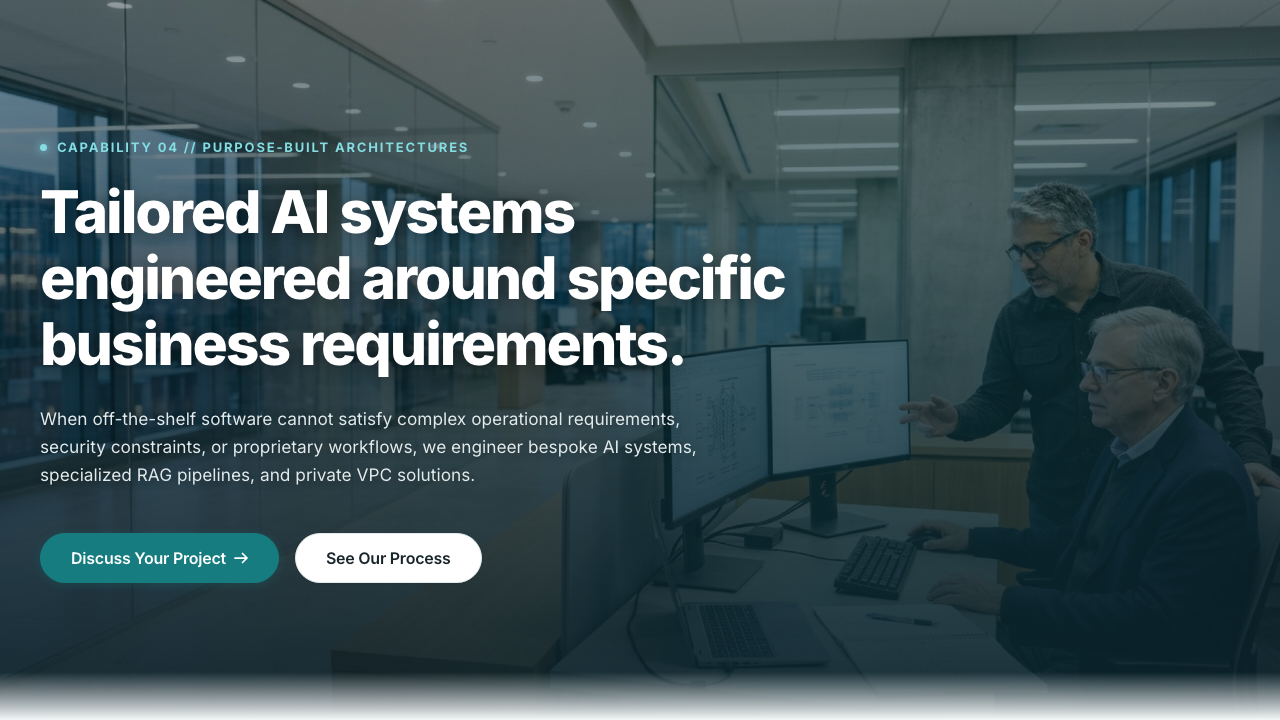 CAPABILITY 04 // PURPOSE-BUILT ARCHITECTURES
Tailored AI systems
engineered around specific
business requirements.
When off-the-shelf software cannot satisfy complex operational requirements,
security constraints, or proprietary workflows, we engineer bespoke AI systems,
specialized RAG pipelines, and private VPC solutions.
Discuss Your Project →
See Our Process